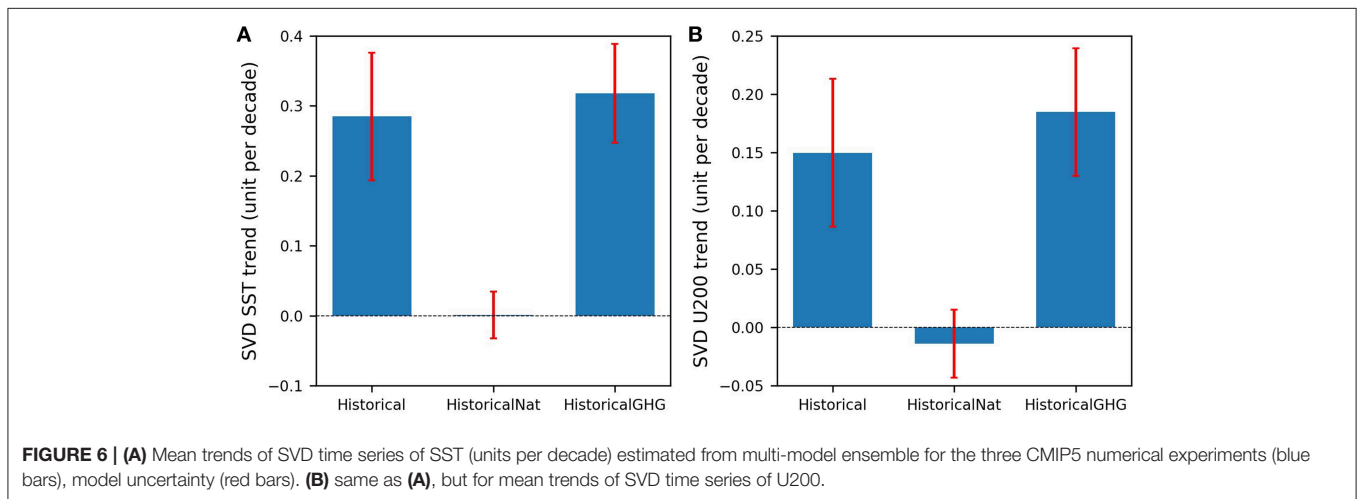 A
SVD SST trend (unit per decade)
0.4
0.3
0.2
0.1
0.0
−0.1
Historical HistoricalNat HistoricalGHG
B
SVD U200 trend (unit per decade)
0.25
0.20
0.15
0.10
0.05
0.00
−0.05
Historical HistoricalNat HistoricalGHG
FIGURE 6 | (A) Mean trends of SVD time series of SST (units per decade) estimated from multi-model ensemble for the three CMIP5 numerical experiments (blue
bars), model uncertainty (red bars). (B) same as (A), but for mean trends of SVD time series of U200.